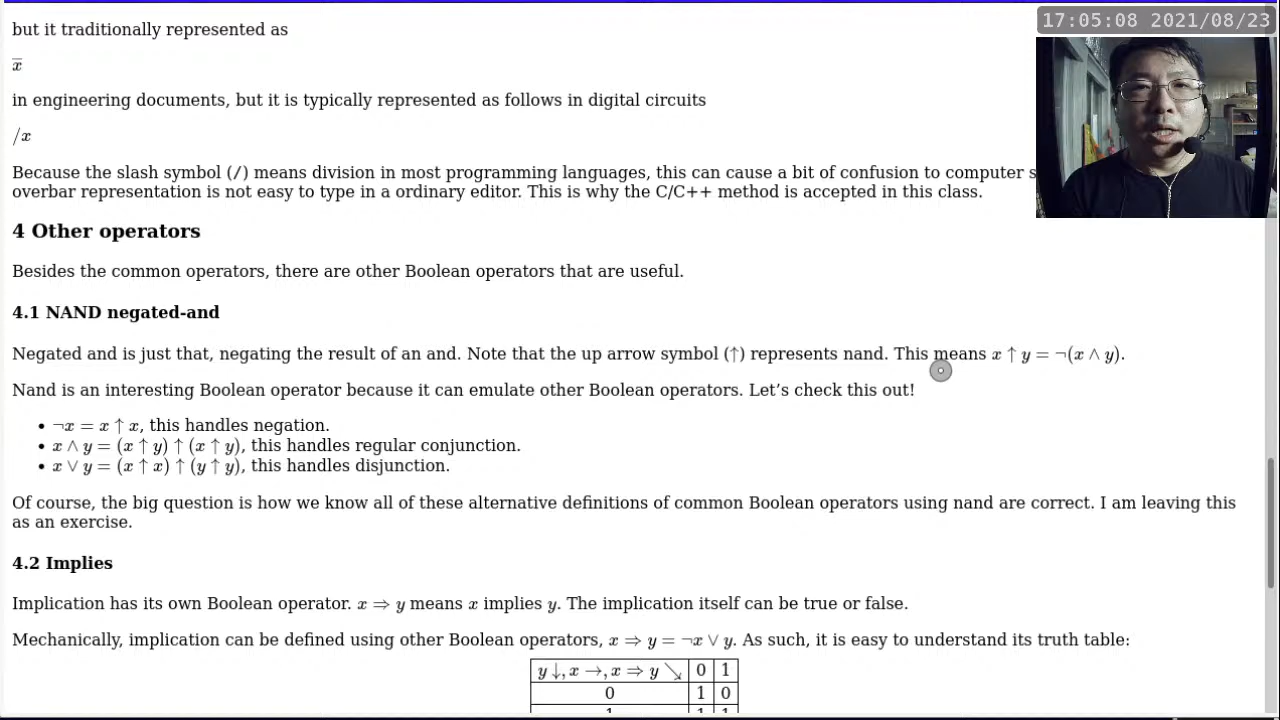 17:05:08 2021/08/23
but it traditionally represented as
x̅
in engineering documents, but it is typically represented as follows in digital circuits
/x
Because the slash symbol (/) means division in most programming languages, this can cause a bit of confusion to computer s
overbar representation is not easy to type in a ordinary editor. This is why the C/C++ method is accepted in this class.
4 Other operators
Besides the common operators, there are other Boolean operators that are useful.
4.1 NAND negated-and
Negated and is just that, negating the result of an and. Note that the up arrow symbol (↑) represents nand. This means x ↑ y = ¬(x ∧ y).
Nand is an interesting Boolean operator because it can emulate other Boolean operators. Let’s check this out!
• ¬x = x ↑ x, this handles negation.
• x ∧ y = (x ↑ y) ↑ (x ↑ y), this handles regular conjunction.
• x ∨ y = (x ↑ x) ↑ (y ↑ y), this handles disjunction.
Of course, the big question is how we know all of these alternative definitions of common Boolean operators using nand are correct. I am leaving this
as an exercise.
4.2 Implies
Implication has its own Boolean operator. x ⇒ y means x implies y. The implication itself can be true or false.
Mechanically, implication can be defined using other Boolean operators, x ⇒ y = ¬x ∨ y. As such, it is easy to understand its truth table:
y ↓, x →, x ⇒ y ↘ 0 1
0 1 0